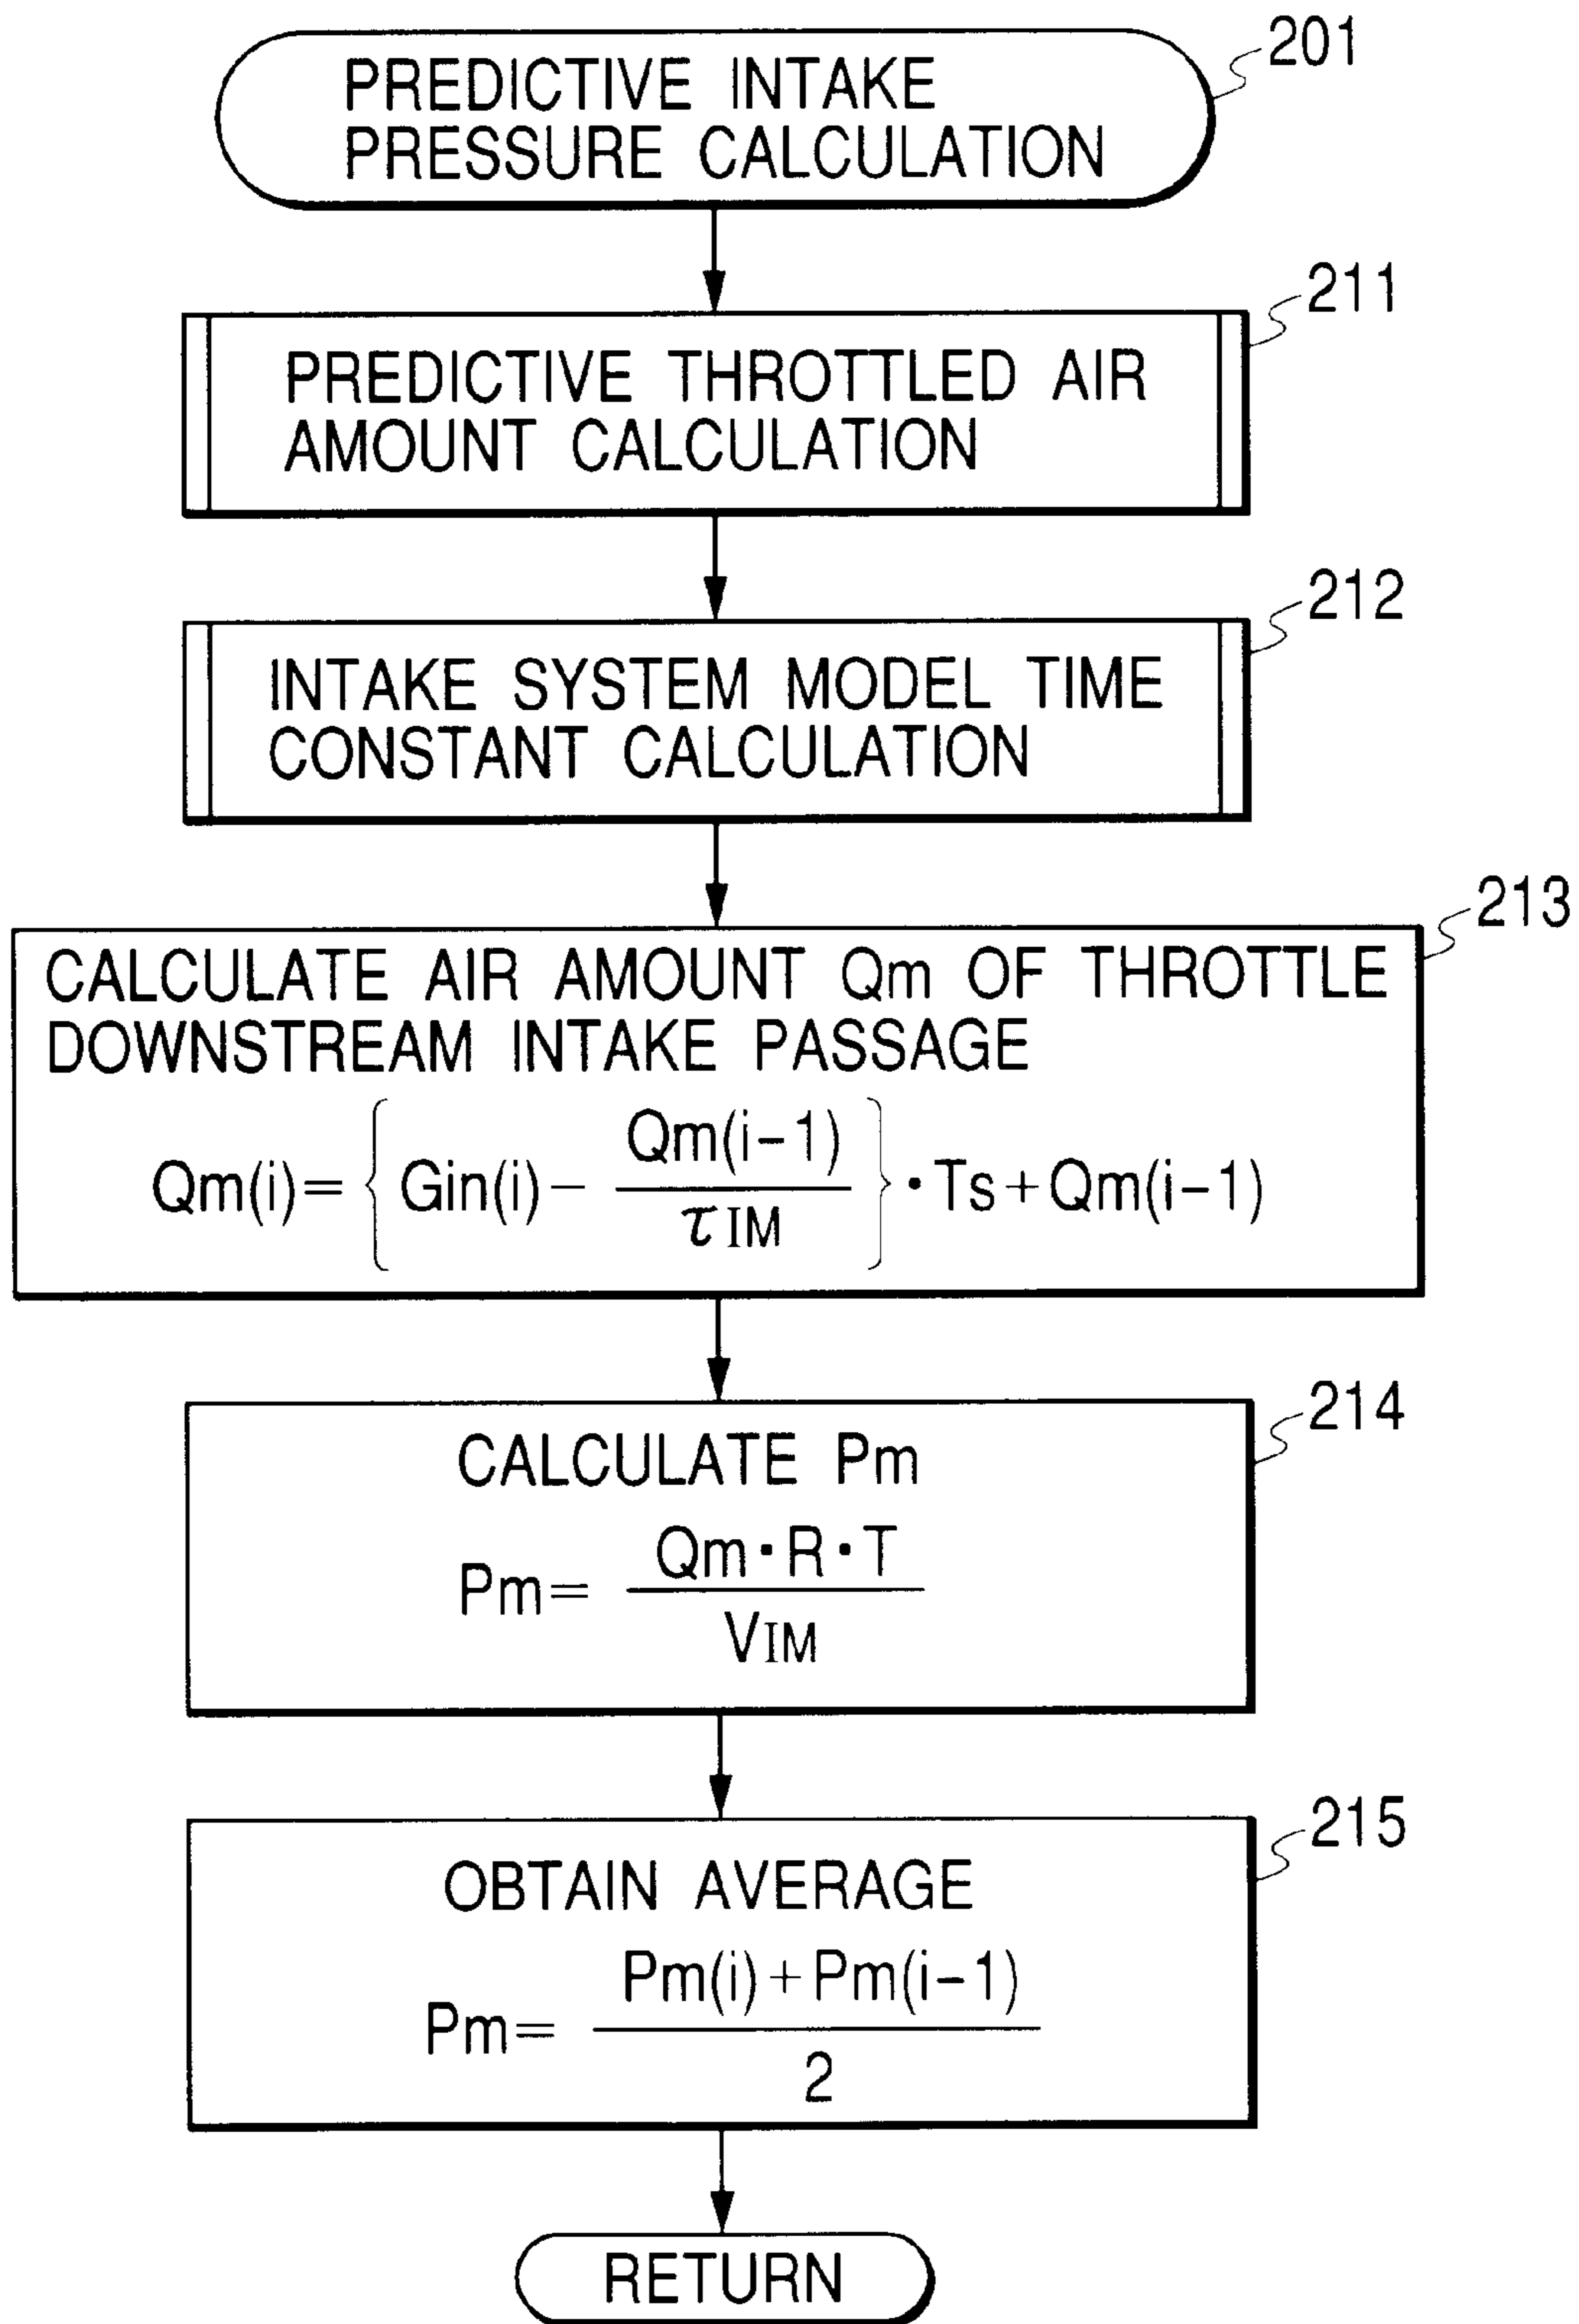 201
PREDICTIVE INTAKE
PRESSURE CALCULATION
211
PREDICTIVE THROTTLED AIR
AMOUNT CALCULATION
212
INTAKE SYSTEM MODEL TIME
CONSTANT CALCULATION
213
CALCULATE AIR AMOUNT Qm OF THROTTLE
DOWNSTREAM INTAKE PASSAGE
Qm(i)= { Gin(i)− Qm(i−1) / τIM } ·Ts+Qm(i−1)
214
CALCULATE Pm
Pm= Qm·R·T / VIM
215
OBTAIN AVERAGE
Pm= Pm(i)+Pm(i−1) / 2
RETURN